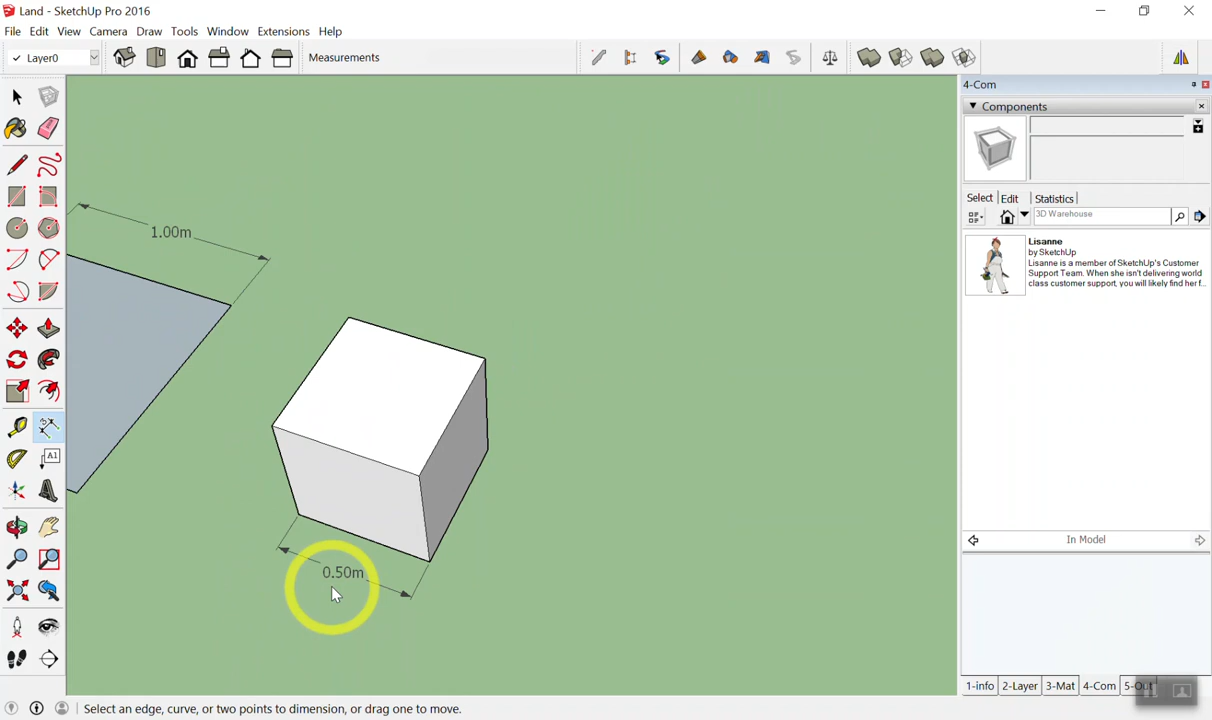 Land - SketchUp Pro 2016
File Edit View Camera Draw Tools Window Extensions Help
Layer0
Measurements
4-Com
Components
Select Edit Statistics
3D Warehouse
Lisanne
by SketchUp
Lisanne is a member of SketchUp's Customer
Support Team. When she isn't delivering world
class customer support, you will likely find her f...
1.00m
A1
0.50m
In Model
1-info 2-Layer 3-Mat 4-Com
Select an edge, curve, or two points to dimension, or drag one to move.